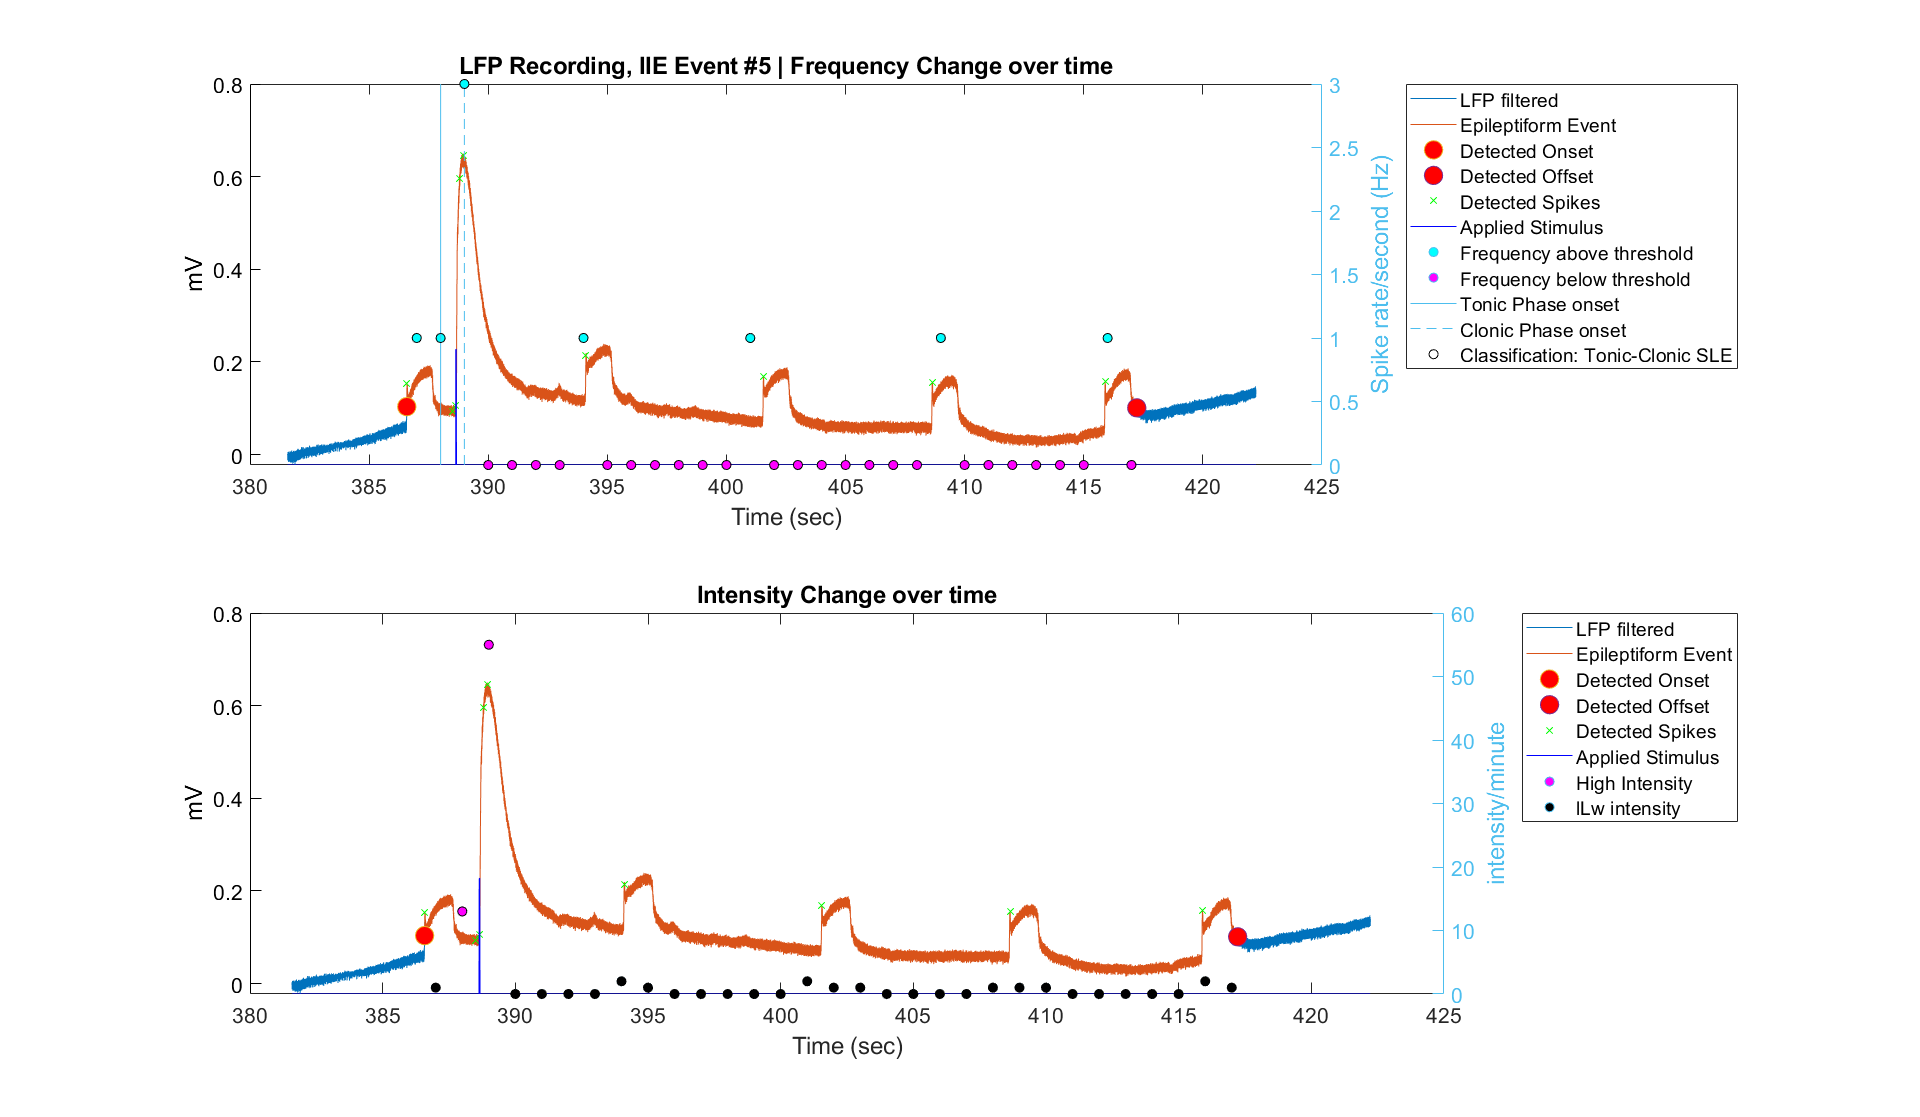 LFP Recording, IIE Event #5 | Frequency Change over time
0.8
0.6
0.4
0.2
0
mV
380
385
390
395
400
405
410
415
420
425
Time (sec)
3
2.5
2
1.5
1
0.5
0
Spike rate/second (Hz)
LFP filtered
Epileptiform Event
Detected Onset
Detected Offset
Detected Spikes
Applied Stimulus
Frequency above threshold
Frequency below threshold
Tonic Phase onset
Clonic Phase onset
Classification: Tonic-Clonic SLE
Intensity Change over time
0.8
0.6
0.4
0.2
0
mV
380
385
390
395
400
405
410
415
420
425
Time (sec)
60
50
40
30
20
10
0
intensity/minute
LFP filtered
Epileptiform Event
Detected Onset
Detected Offset
Detected Spikes
Applied Stimulus
High Intensity
lLw intensity